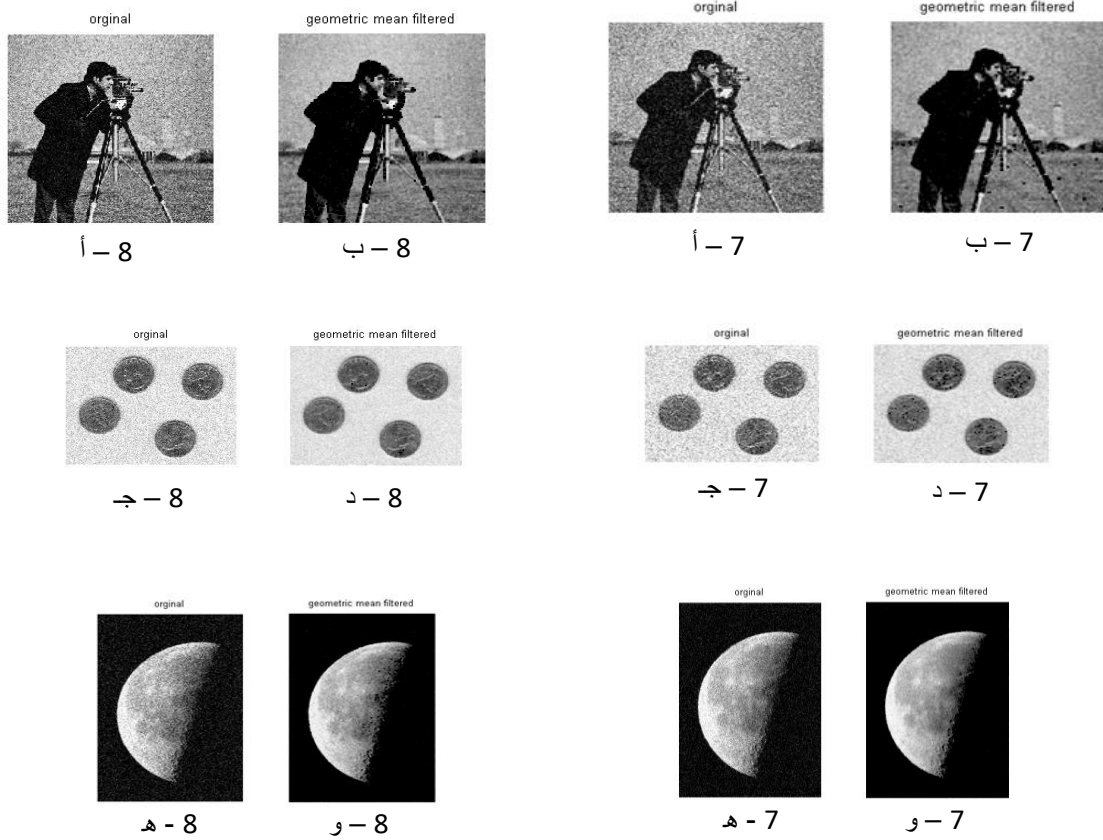 orginal
geometric mean filtered
orginal
geometric mean filtered
8 – أ
8 – ب
7 – أ
7 – ب
orginal
geometric mean filtered
orginal
geometric mean filtered
8 – جـ
8 – د
7 – جـ
7 – د
orginal
geometric mean filtered
orginal
geometric mean filtered
8 - هـ
8 – و
7 - هـ
7 – و